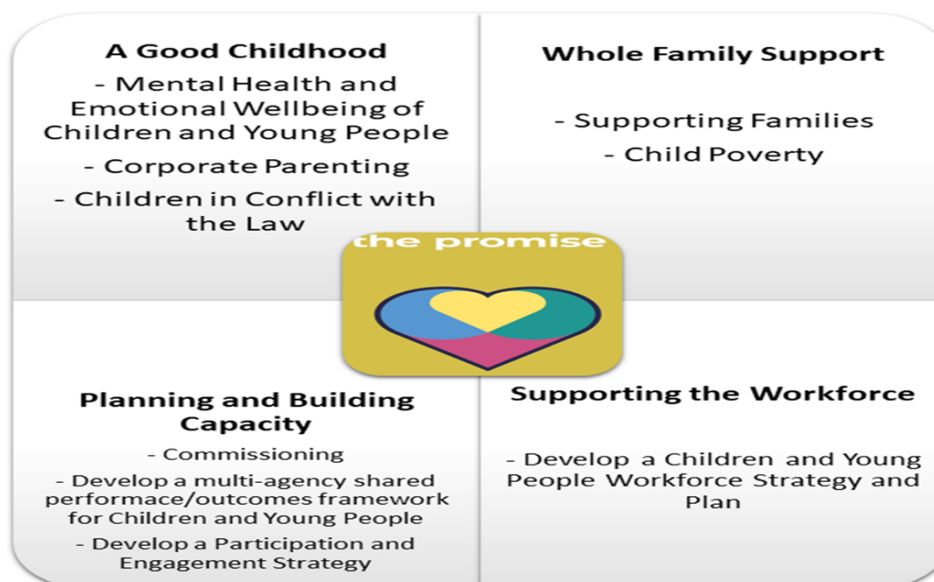 A Good Childhood
- Mental Health and
Emotional Wellbeing of
Children and Young People
- Corporate Parenting
- Children in Conflict with
the Law
Whole Family Support
- Supporting Families
- Child Poverty
the promise
Planning and Building
Capacity
- Commissioning
- Develop a multi-agency shared
performace/outcomes framework
for Children and Young People
- Develop a Participation and
Engagement Strategy
Supporting the Workforce
- Develop a Children and Young
People Workforce Strategy and
Plan